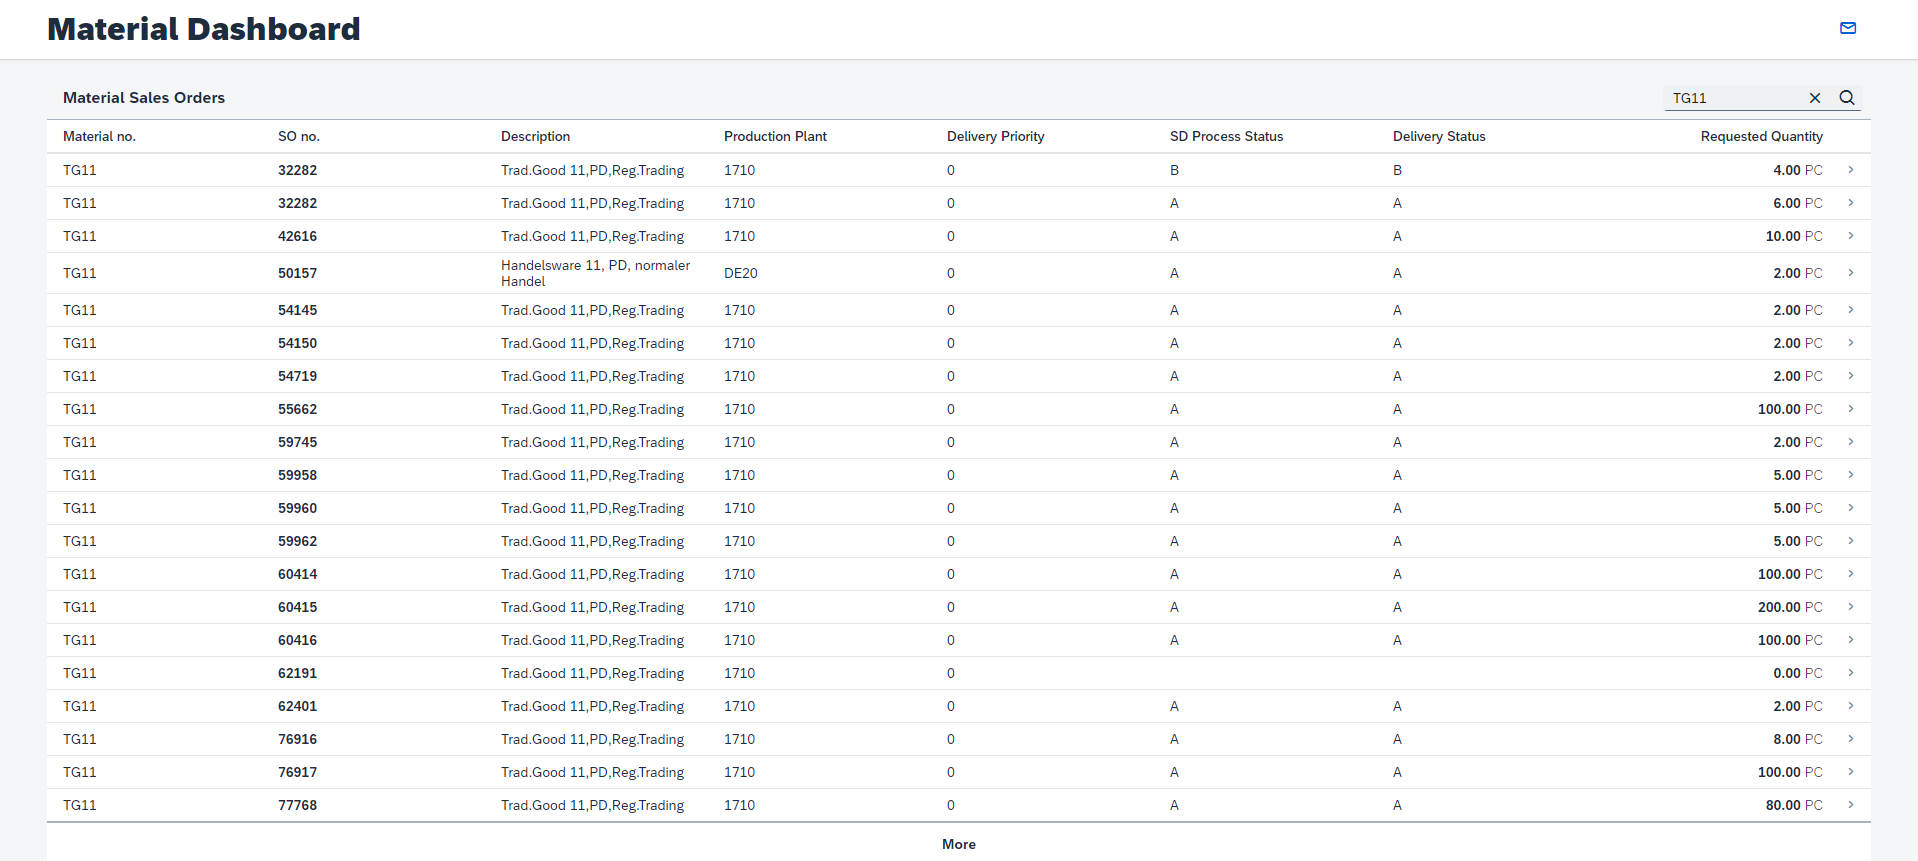 Material Dashboard
Material Sales Orders
TG11
Material no. SO no. Description Production Plant Delivery Priority SD Process Status Delivery Status Requested Quantity
TG11 32282 Trad.Good 11,PD,Reg.Trading 1710 0 B B 4.00 PC
TG11 32282 Trad.Good 11,PD,Reg.Trading 1710 0 A A 6.00 PC
TG11 42616 Trad.Good 11,PD,Reg.Trading 1710 0 A A 10.00 PC
TG11 50157 Handelsware 11, PD, normaler Handel DE20 0 A A 2.00 PC
TG11 54145 Trad.Good 11,PD,Reg.Trading 1710 0 A A 2.00 PC
TG11 54150 Trad.Good 11,PD,Reg.Trading 1710 0 A A 2.00 PC
TG11 54719 Trad.Good 11,PD,Reg.Trading 1710 0 A A 2.00 PC
TG11 55662 Trad.Good 11,PD,Reg.Trading 1710 0 A A 100.00 PC
TG11 59745 Trad.Good 11,PD,Reg.Trading 1710 0 A A 2.00 PC
TG11 59958 Trad.Good 11,PD,Reg.Trading 1710 0 A A 5.00 PC
TG11 59960 Trad.Good 11,PD,Reg.Trading 1710 0 A A 5.00 PC
TG11 59962 Trad.Good 11,PD,Reg.Trading 1710 0 A A 5.00 PC
TG11 60414 Trad.Good 11,PD,Reg.Trading 1710 0 A A 100.00 PC
TG11 60415 Trad.Good 11,PD,Reg.Trading 1710 0 A A 200.00 PC
TG11 60416 Trad.Good 11,PD,Reg.Trading 1710 0 A A 100.00 PC
TG11 62191 Trad.Good 11,PD,Reg.Trading 1710 0 0.00 PC
TG11 62401 Trad.Good 11,PD,Reg.Trading 1710 0 A A 2.00 PC
TG11 76916 Trad.Good 11,PD,Reg.Trading 1710 0 A A 8.00 PC
TG11 76917 Trad.Good 11,PD,Reg.Trading 1710 0 A A 100.00 PC
TG11 77768 Trad.Good 11,PD,Reg.Trading 1710 0 A A 80.00 PC
More